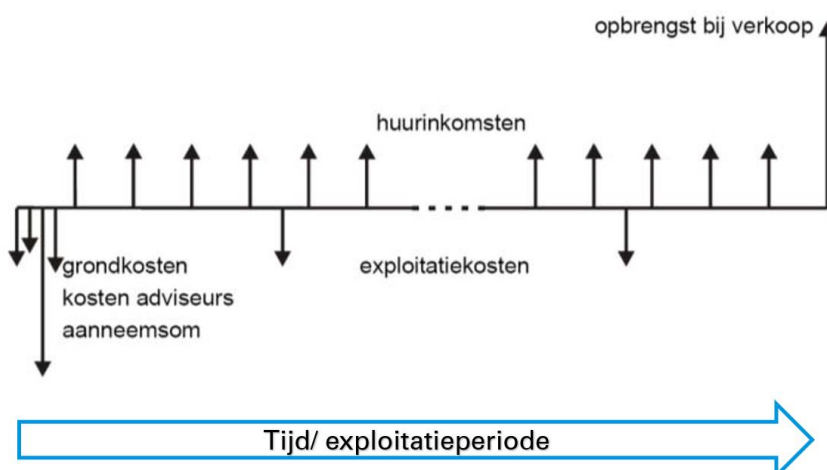 opbrengst bij verkoop
huurinkomsten
grondkosten
exploitatiekosten
kosten adviseurs
aanneemsom
Tijd/ exploitatieperiode